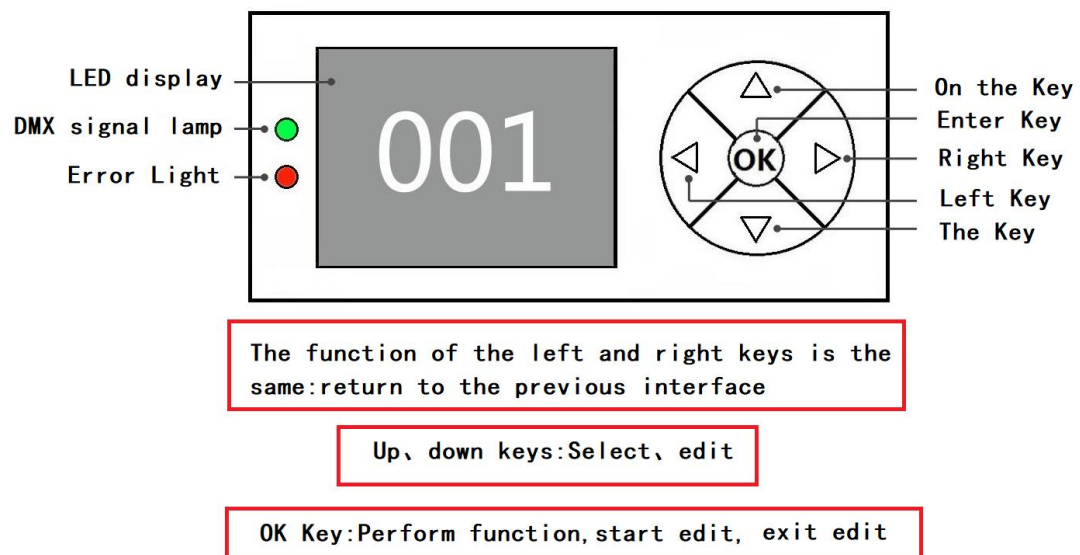 LED display
DMX signal lamp
Error Light
001
OK
On the Key
Enter Key
Right Key
Left Key
The Key
The function of the left and right keys is the
same:return to the previous interface
Up、down keys:Select、edit
OK Key:Perform function,start edit, exit edit